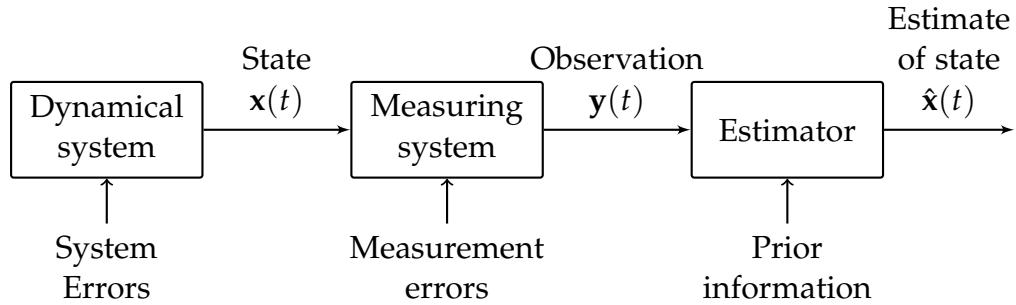 Dynamical
system
State
𝐱(t)
Measuring
system
Observation
𝐲(t)
Estimator
Estimate
of state
𝐱̂(t)
System
Errors
Measurement
errors
Prior
information